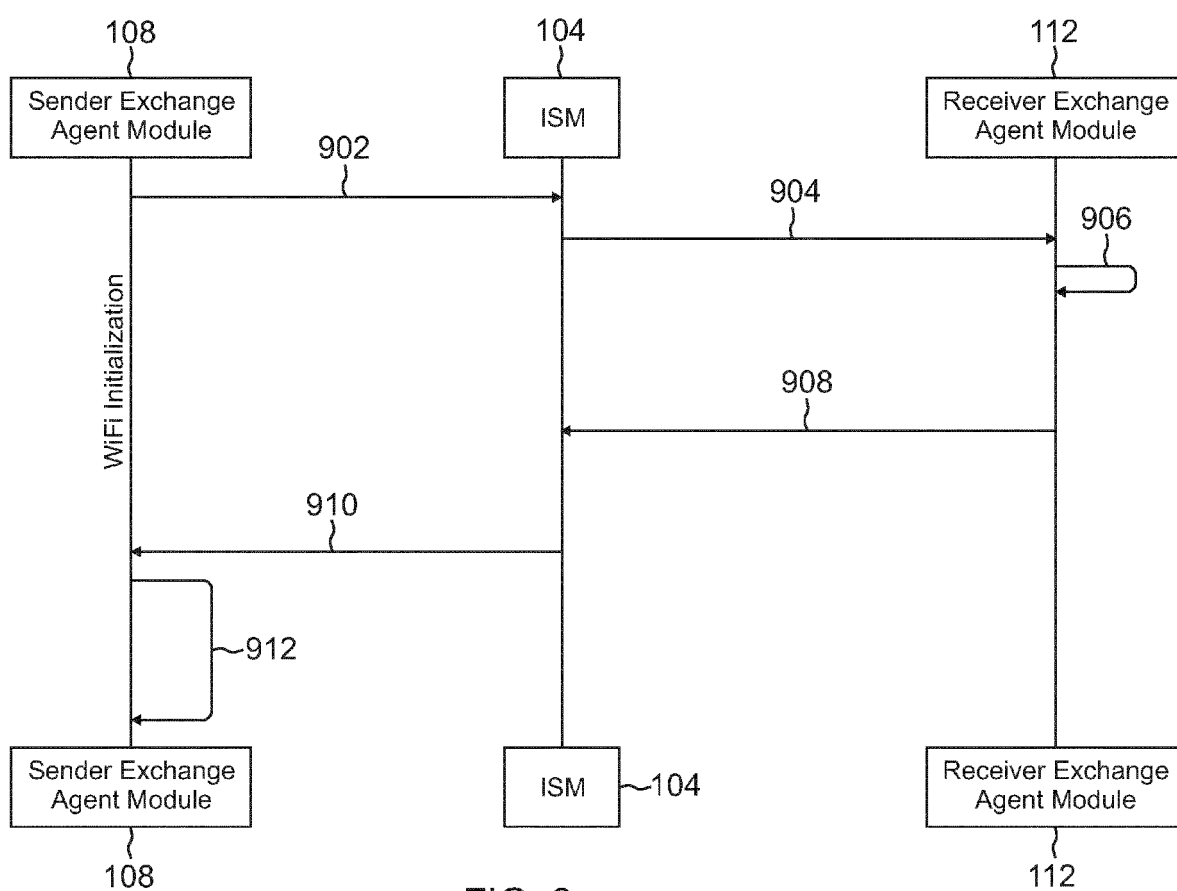 108
104
112
Sender Exchange
Agent Module
ISM
Receiver Exchange
Agent Module
902
904
906
WiFi Initialization
908
910
912
Sender Exchange
Agent Module
ISM
104
Receiver Exchange
Agent Module
108
112